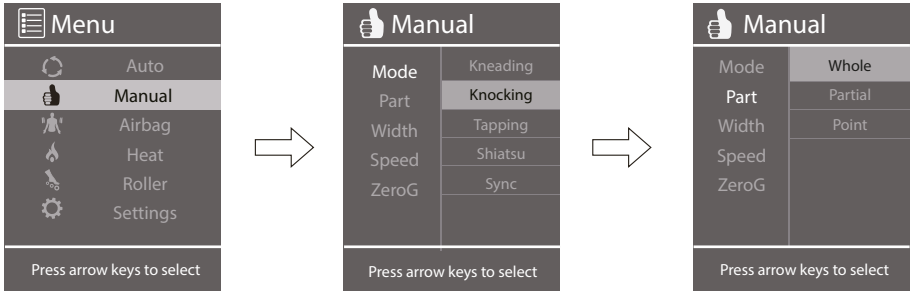 Menu
Auto
Manual
Airbag
Heat
Roller
Settings
Press arrow keys to select
Manual
Mode
Part
Width
Speed
ZeroG
Kneading
Knocking
Tapping
Shiatsu
Sync
Press arrow keys to select
Manual
Mode
Part
Width
Speed
ZeroG
Whole
Partial
Point
Press arrow keys to select